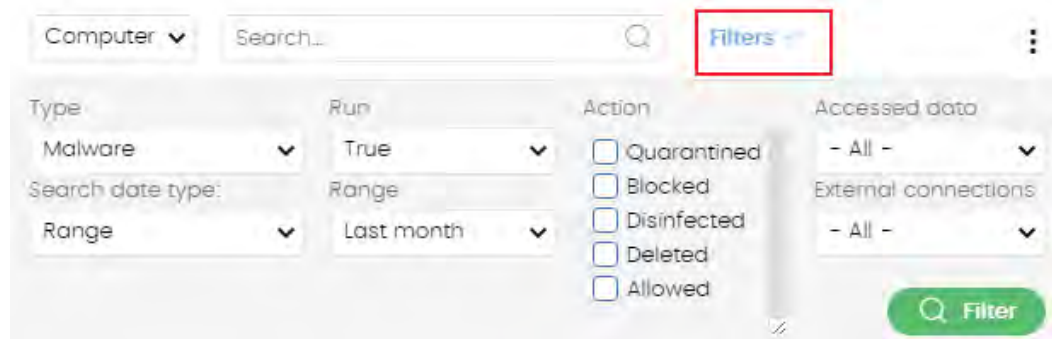 Computer
Search...
Filters
Type
Run
Action
Accessed data
Malware
True
Quarantined
- All -
Search date type:
Range
Blocked
External connections
Range
Last month
Disinfected
- All -
Deleted
Allowed
Filter